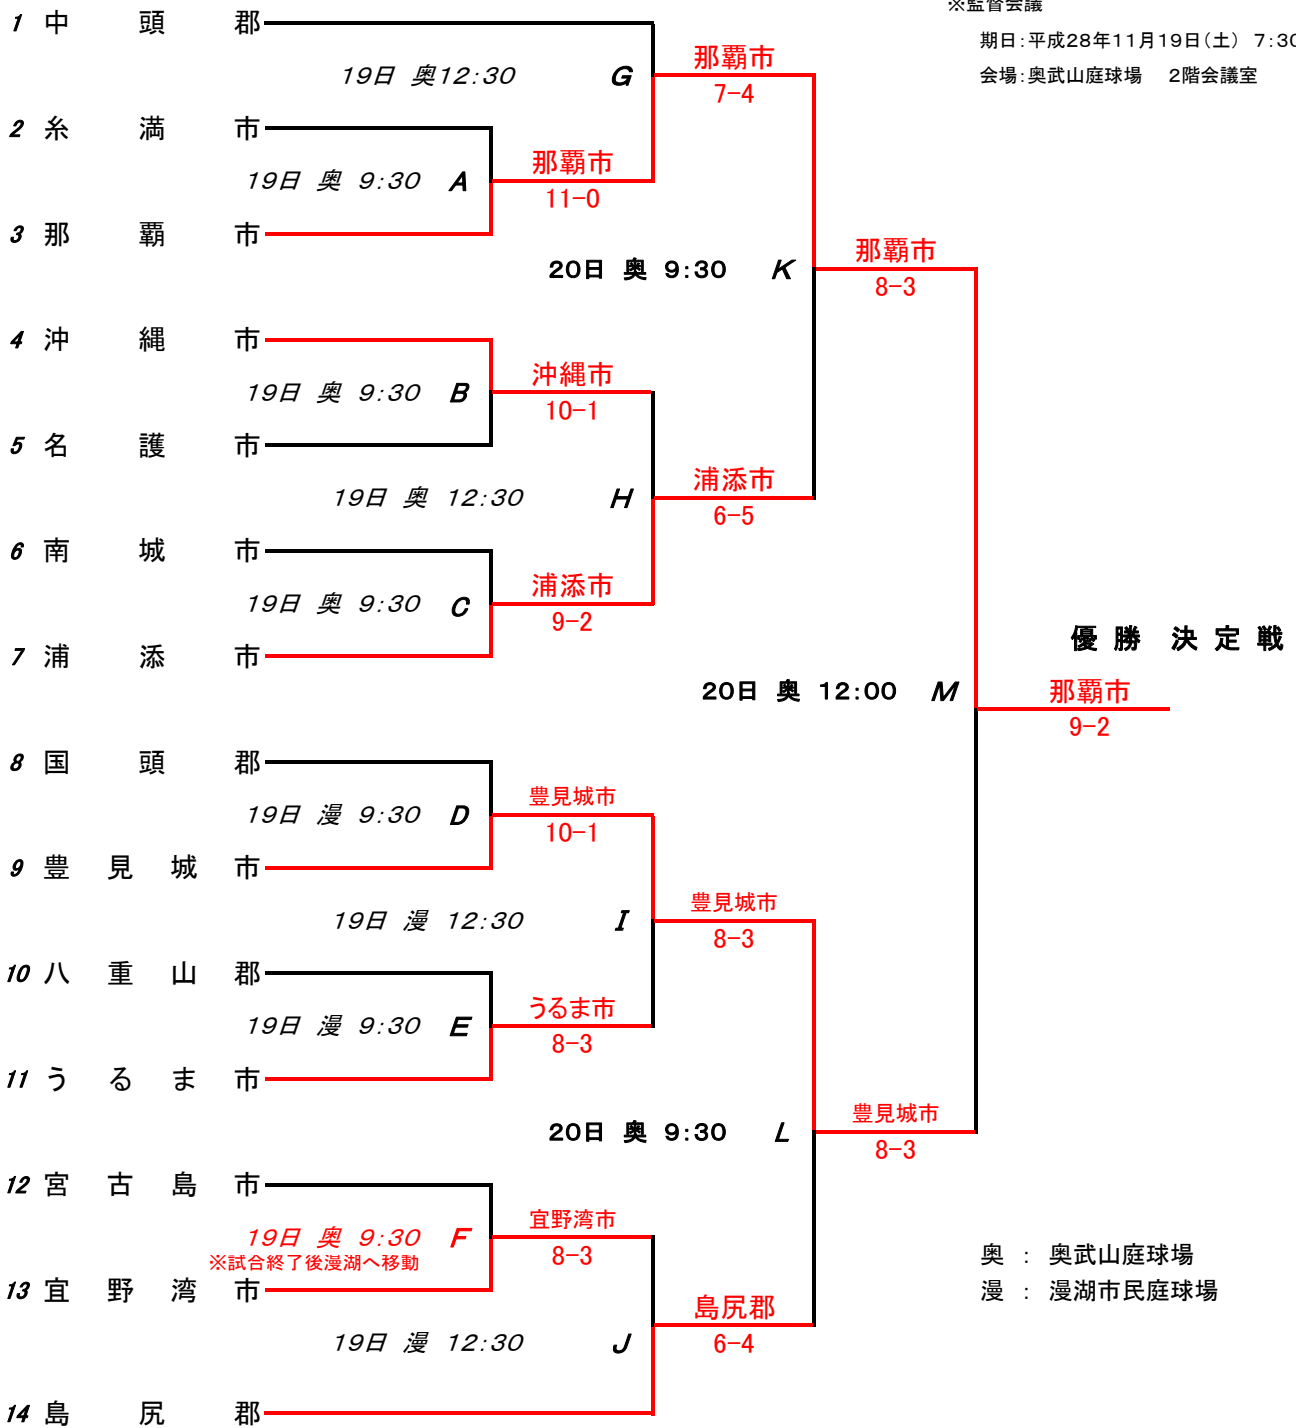 ※監督会議
期日：平成28年11月19日（土） 7：30
会場：奥武山庭球場 2階会議室
1 中頭郡
19日 奥12：30 G
那覇市
7-4
2 糸満市
19日 奥 9：30 A
那覇市
11-0
3 那覇市
20日 奥 9：30 K
那覇市
8-3
4 沖縄市
19日 奥 9：30 B
沖縄市
10-1
5 名護市
19日 奥 12：30 H
浦添市
6-5
6 南城市
19日 奥 9：30 C
浦添市
9-2
7 浦添市
優勝 決定戦
20日 奥 12：00 M
那覇市
9-2
8 国頭郡
19日 漫 9：30 D
豊見城市
10-1
9 豊見城市
19日 漫 12：30 I
豊見城市
8-3
10 八重山郡
19日 漫 9：30 E
うるま市
8-3
11 うるま市
20日 奥 9：30 L
豊見城市
8-3
12 宮古島市
19日 奥 9：30 F
※試合終了後漫湖へ移動
宜野湾市
8-3
13 宜野湾市
19日 漫 12：30 J
島尻郡
6-4
14 島尻郡
奥 ： 奥武山庭球場
漫 ： 漫湖市民庭球場